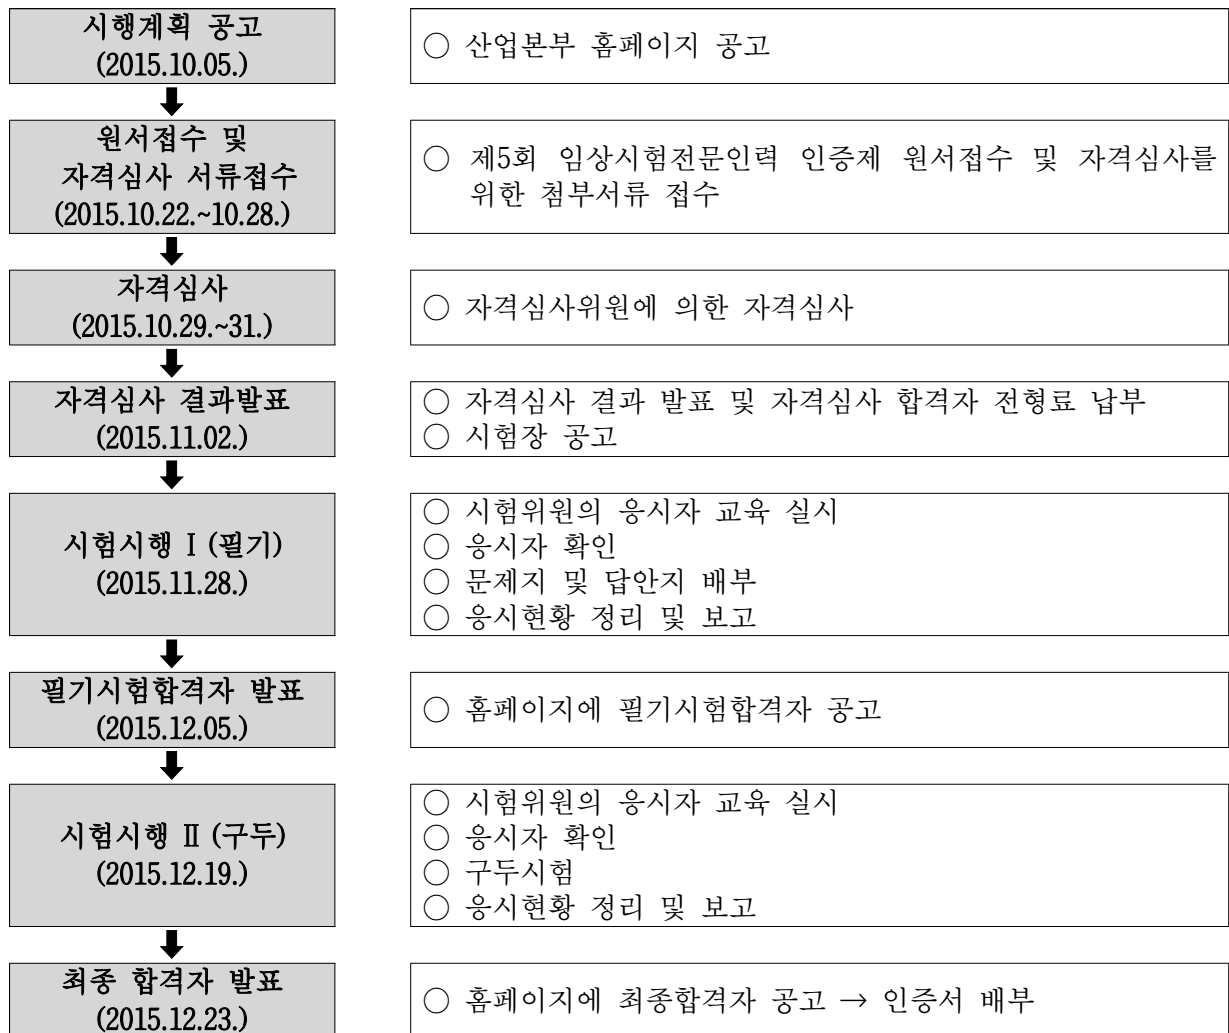 시행계획 공고
(2015.10.05.)
○ 산업본부 홈페이지 공고
원서접수 및
자격심사 서류접수
(2015.10.22.~10.28.)
○ 제5회 임상시험전문인력 인증제 원서접수 및 자격심사를
위한 첨부서류 접수
자격심사
(2015.10.29.~31.)
○ 자격심사위원에 의한 자격심사
자격심사 결과발표
(2015.11.02.)
○ 자격심사 결과 발표 및 자격심사 합격자 전형료 납부
○ 시험장 공고
시험시행 Ⅰ(필기)
(2015.11.28.)
○ 시험위원의 응시자 교육 실시
○ 응시자 확인
○ 문제지 및 답안지 배부
○ 응시현황 정리 및 보고
필기시험합격자 발표
(2015.12.05.)
○ 홈페이지에 필기시험합격자 공고
시험시행 Ⅱ(구두)
(2015.12.19.)
○ 시험위원의 응시자 교육 실시
○ 응시자 확인
○ 구두시험
○ 응시현황 정리 및 보고
최종 합격자 발표
(2015.12.23.)
○ 홈페이지에 최종합격자 공고 → 인증서 배부